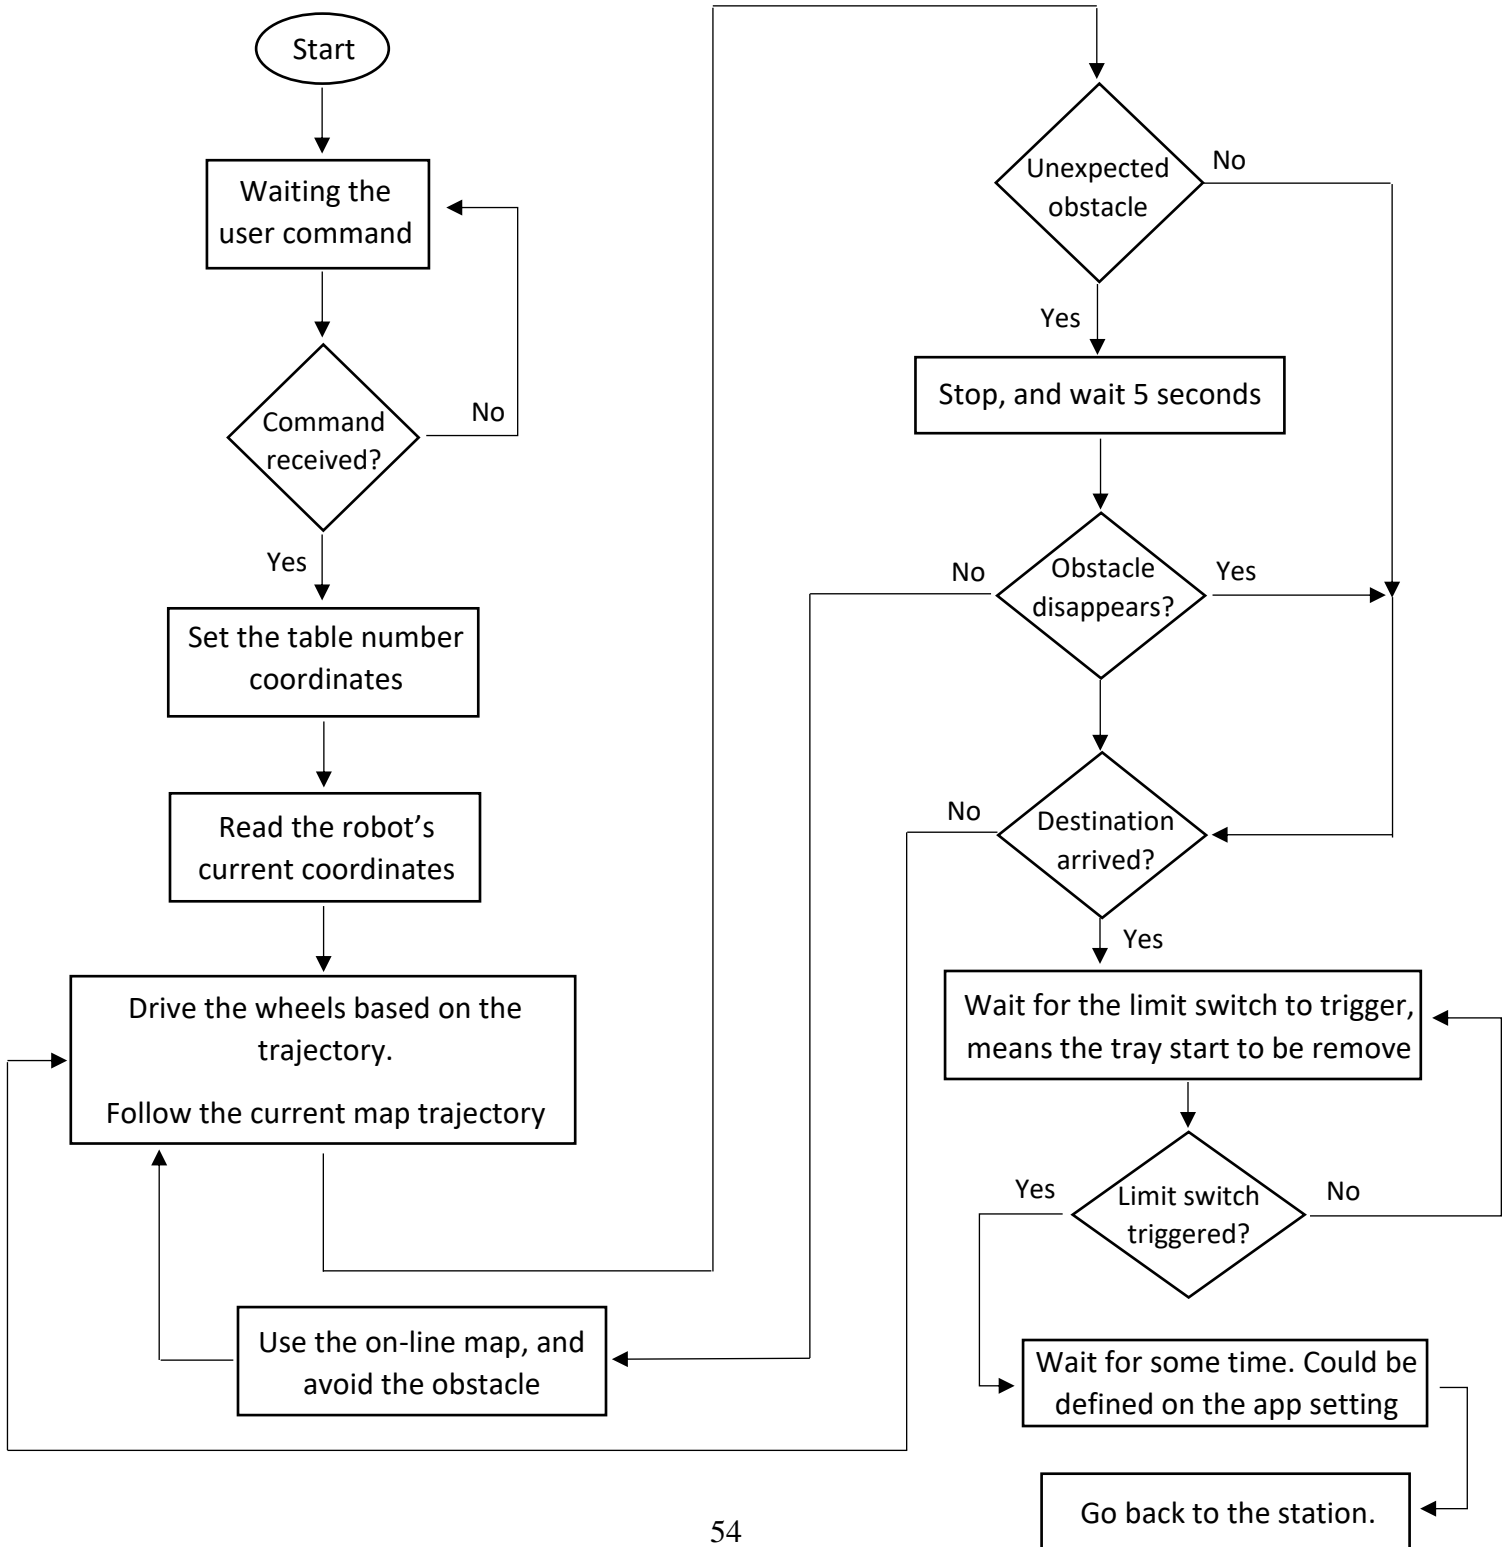 Start
Waiting the
user command
Command
received?
No
Yes
Set the table number
coordinates
Read the robot’s
current coordinates
Drive the wheels based on the
trajectory.
Follow the current map trajectory
Use the on-line map, and
avoid the obstacle
Unexpected
obstacle
No
Yes
Stop, and wait 5 seconds
Obstacle
disappears?
No
Yes
Destination
arrived?
No
Yes
Wait for the limit switch to trigger,
means the tray start to be remove
Limit switch
triggered?
Yes
No
Wait for some time. Could be
defined on the app setting
Go back to the station.
54